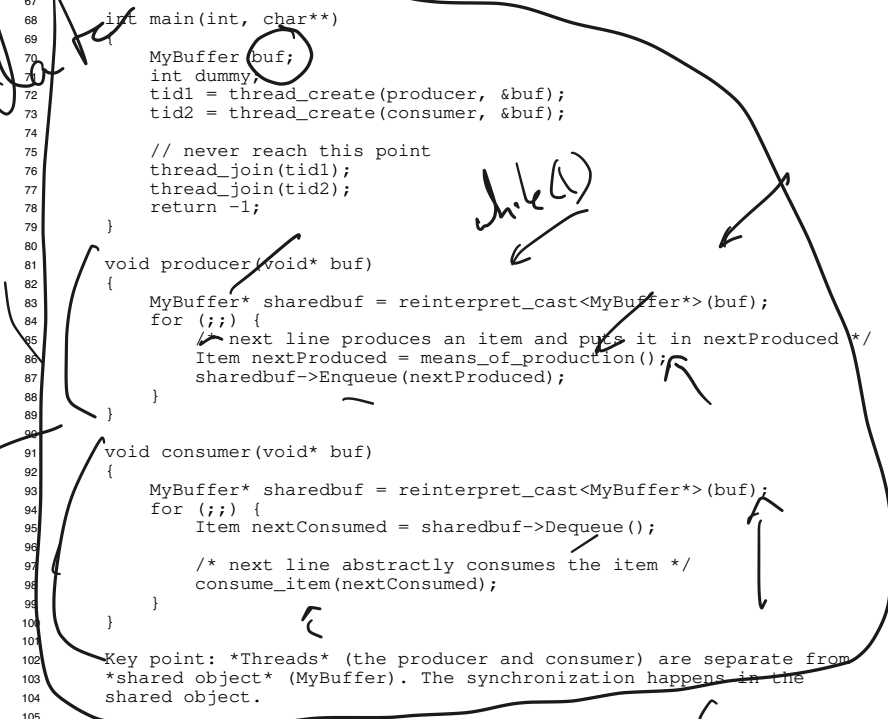 67
68 int main(int, char**)
69 {
70 MyBuffer buf;
71 int dummy;
72 tid1 = thread_create(producer, &buf);
73 tid2 = thread_create(consumer, &buf);
74
75 // never reach this point
76 thread_join(tid1);
77 thread_join(tid2);
78 return -1;
79 }
while(1)
80
81 void producer(void* buf)
82 {
83 MyBuffer* sharedbuf = reinterpret_cast<MyBuffer*>(buf);
84 for (;;) {
85 /* next line produces an item and puts it in nextProduced */
86 Item nextProduced = means_of_production();
87 sharedbuf->Enqueue(nextProduced);
88 }
89 }
90
91 void consumer(void* buf)
92 {
93 MyBuffer* sharedbuf = reinterpret_cast<MyBuffer*>(buf);
94 for (;;) {
95 Item nextConsumed = sharedbuf->Dequeue();
96
97 /* next line abstractly consumes the item */
98 consume_item(nextConsumed);
99 }
100 }
101
102 Key point: *Threads* (the producer and consumer) are separate from
103 *shared object* (MyBuffer). The synchronization happens in the
104 shared object.
105